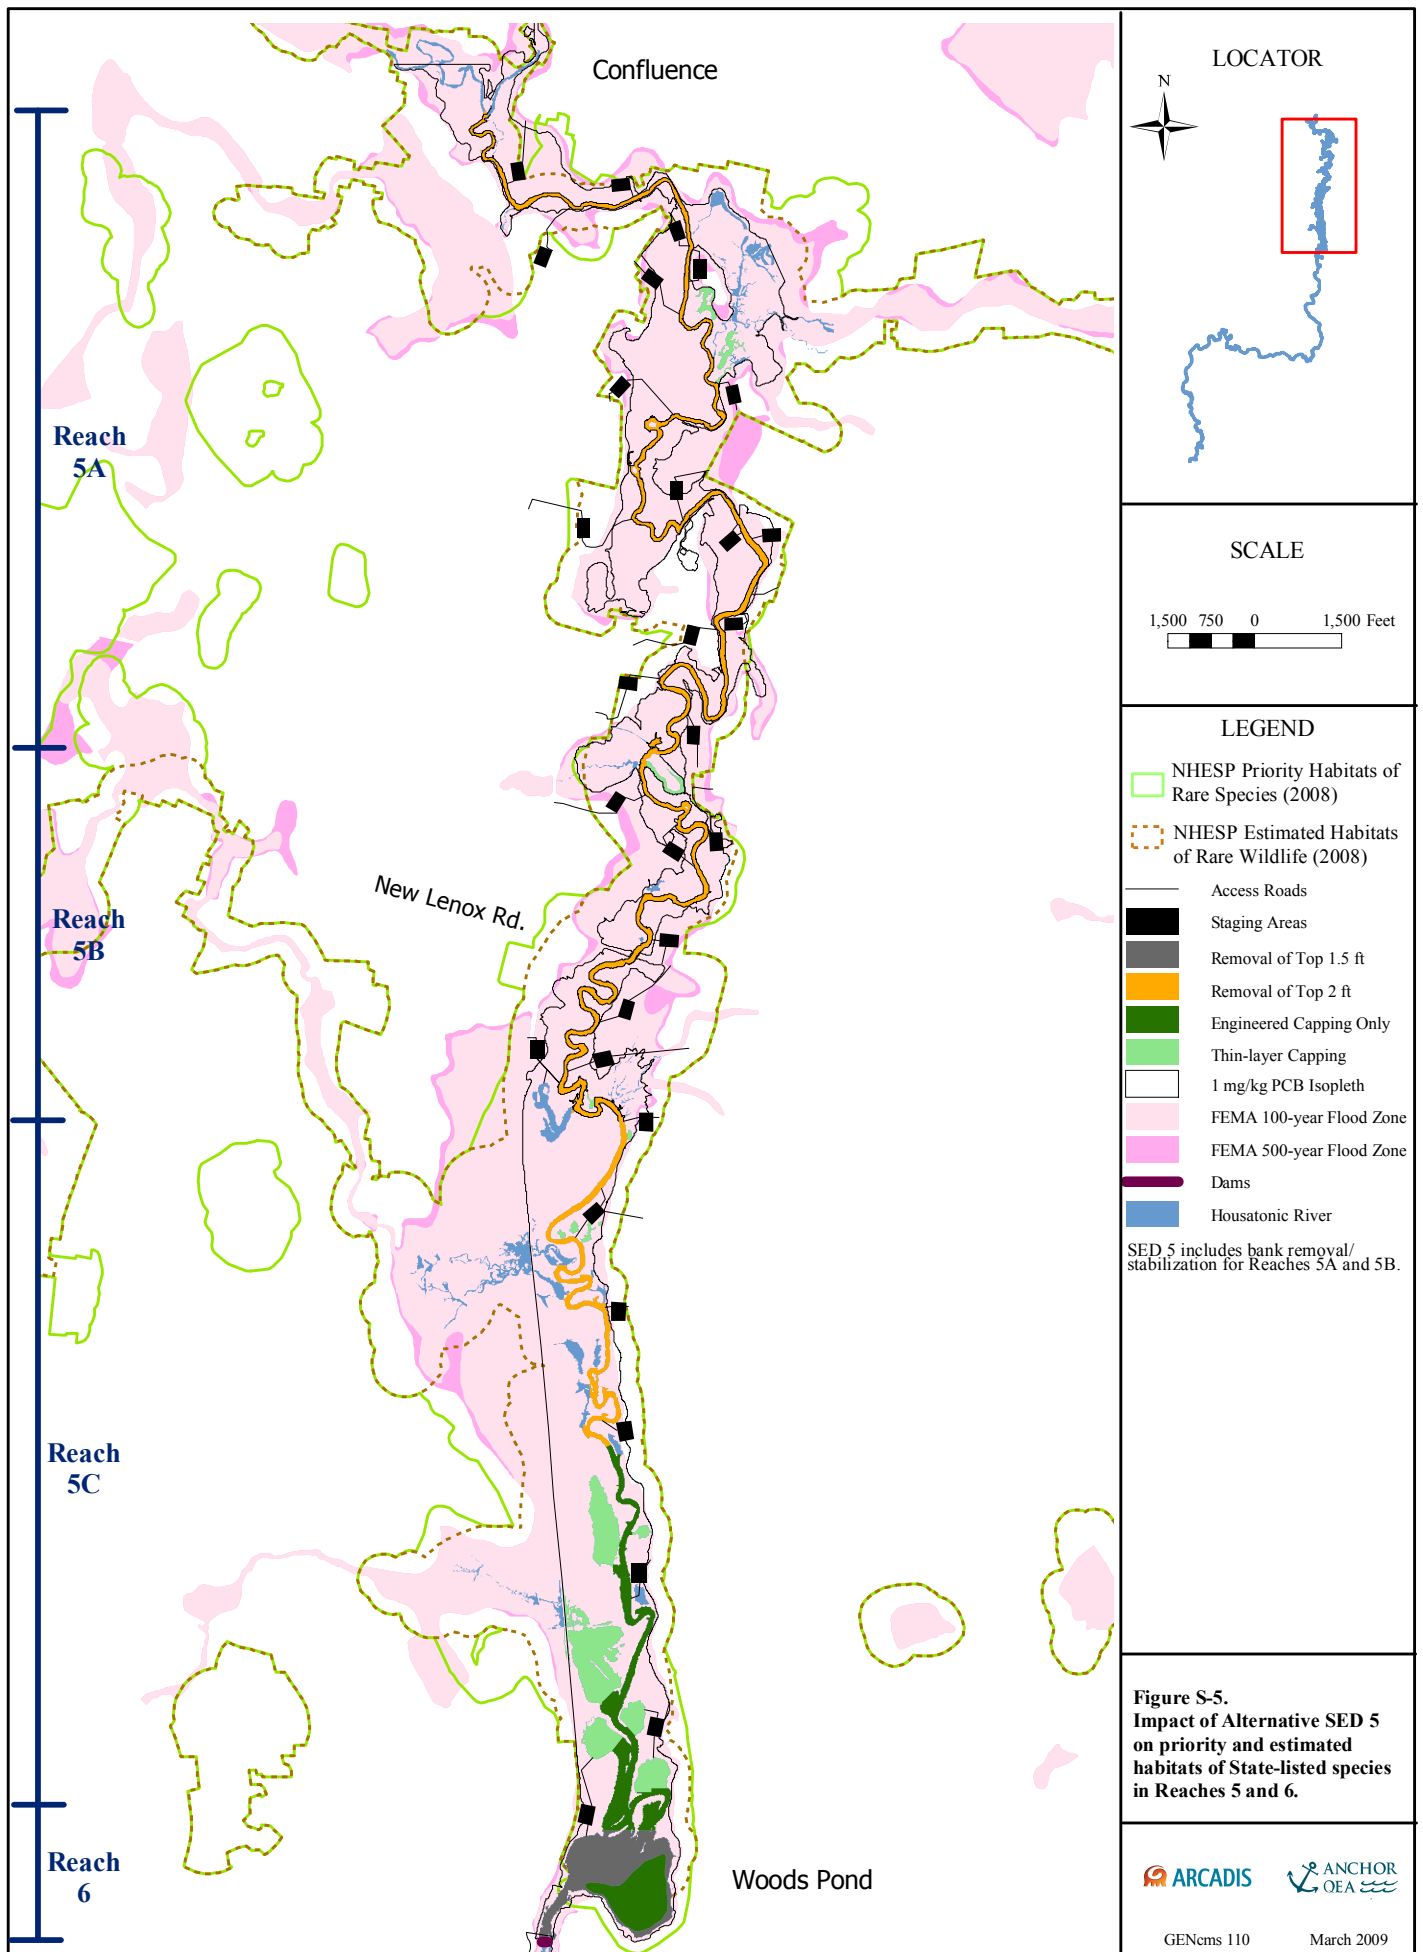 Confluence
Reach
5A
Reach
5B
New Lenox Rd.
Reach
5C
Reach
6
Woods Pond
LOCATOR
N
SCALE
1,500 750 0 1,500 Feet
LEGEND
NHESP Priority Habitats of
Rare Species (2008)
NHESP Estimated Habitats
of Rare Wildlife (2008)
Access Roads
Staging Areas
Removal of Top 1.5 ft
Removal of Top 2 ft
Engineered Capping Only
Thin-layer Capping
1 mg/kg PCB Isopleth
FEMA 100-year Flood Zone
FEMA 500-year Flood Zone
Dams
Housatonic River
SED 5 includes bank removal/
stabilization for Reaches 5A and 5B.
Figure S-5.
Impact of Alternative SED 5
on priority and estimated
habitats of State-listed species
in Reaches 5 and 6.
ARCADIS
ANCHOR
QEA
GENcms 110 March 2009